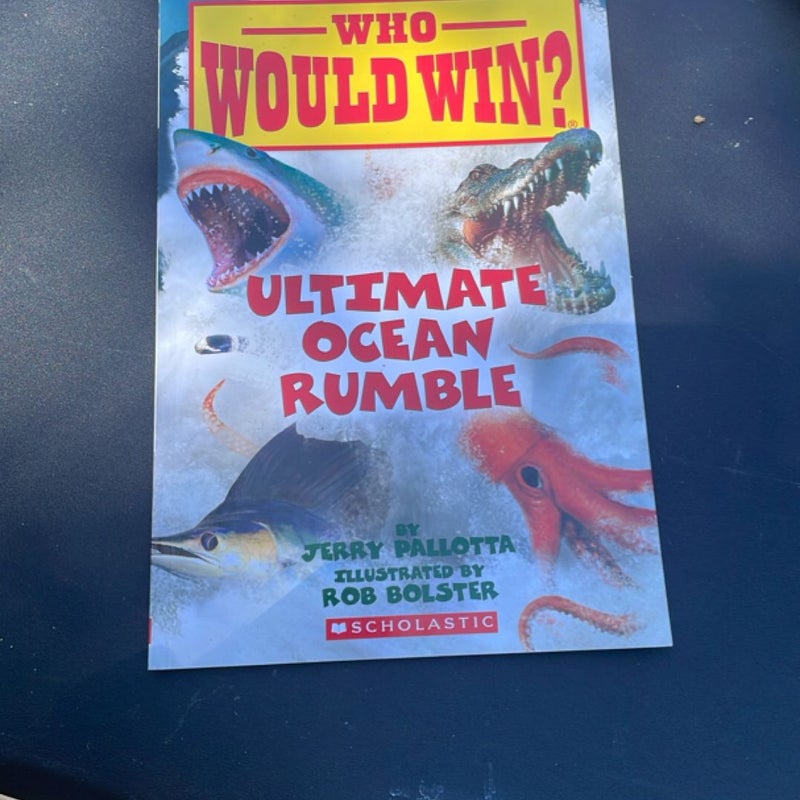 WHO
WOULD WIN?®
ULTIMATE
OCEAN
RUMBLE
BY
JERRY PALLOTTA
ILLUSTRATED BY
ROB BOLSTER
SCHOLASTIC